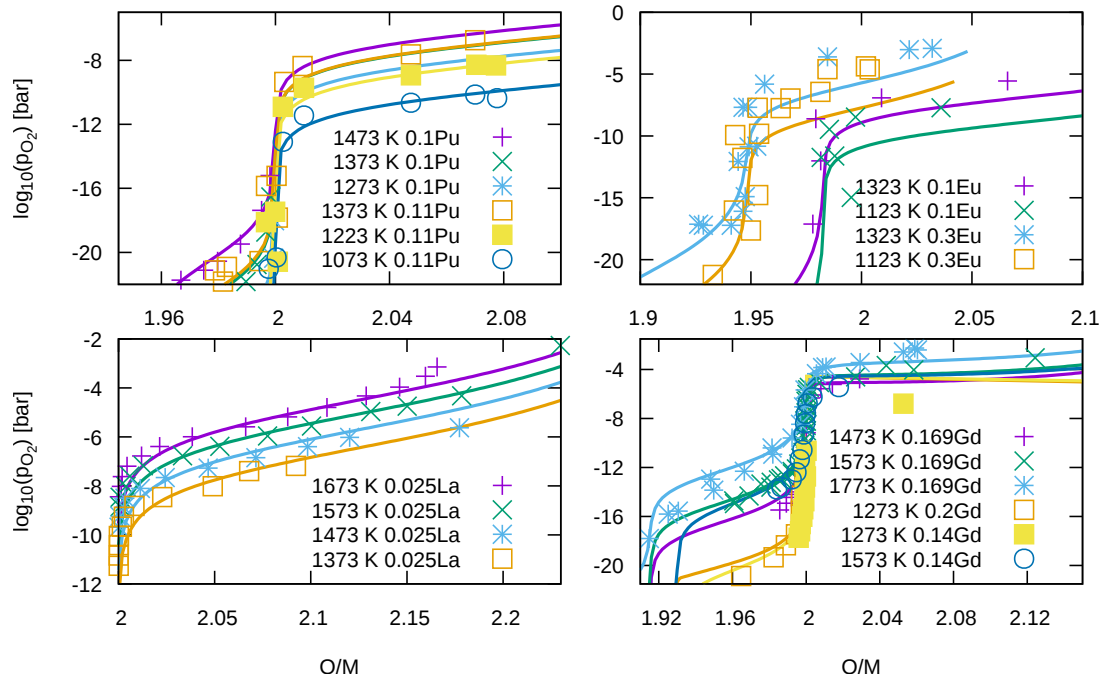 log10(pO2) [bar]
-8
-12
-16
-20
1.96
2
2.04
2.08
1473 K 0.1Pu
1373 K 0.1Pu
1273 K 0.1Pu
1373 K 0.11Pu
1223 K 0.11Pu
1073 K 0.11Pu
0
-5
-10
-15
-20
1.9
1.95
2
2.05
2.1
1323 K 0.1Eu
1123 K 0.1Eu
1323 K 0.3Eu
1123 K 0.3Eu
log10(pO2) [bar]
-2
-4
-6
-8
-10
-12
2
2.05
2.1
2.15
2.2
O/M
1673 K 0.025La
1573 K 0.025La
1473 K 0.025La
1373 K 0.025La
-4
-8
-12
-16
-20
1.92
1.96
2
2.04
2.08
2.12
O/M
1473 K 0.169Gd
1573 K 0.169Gd
1773 K 0.169Gd
1273 K 0.2Gd
1273 K 0.14Gd
1573 K 0.14Gd